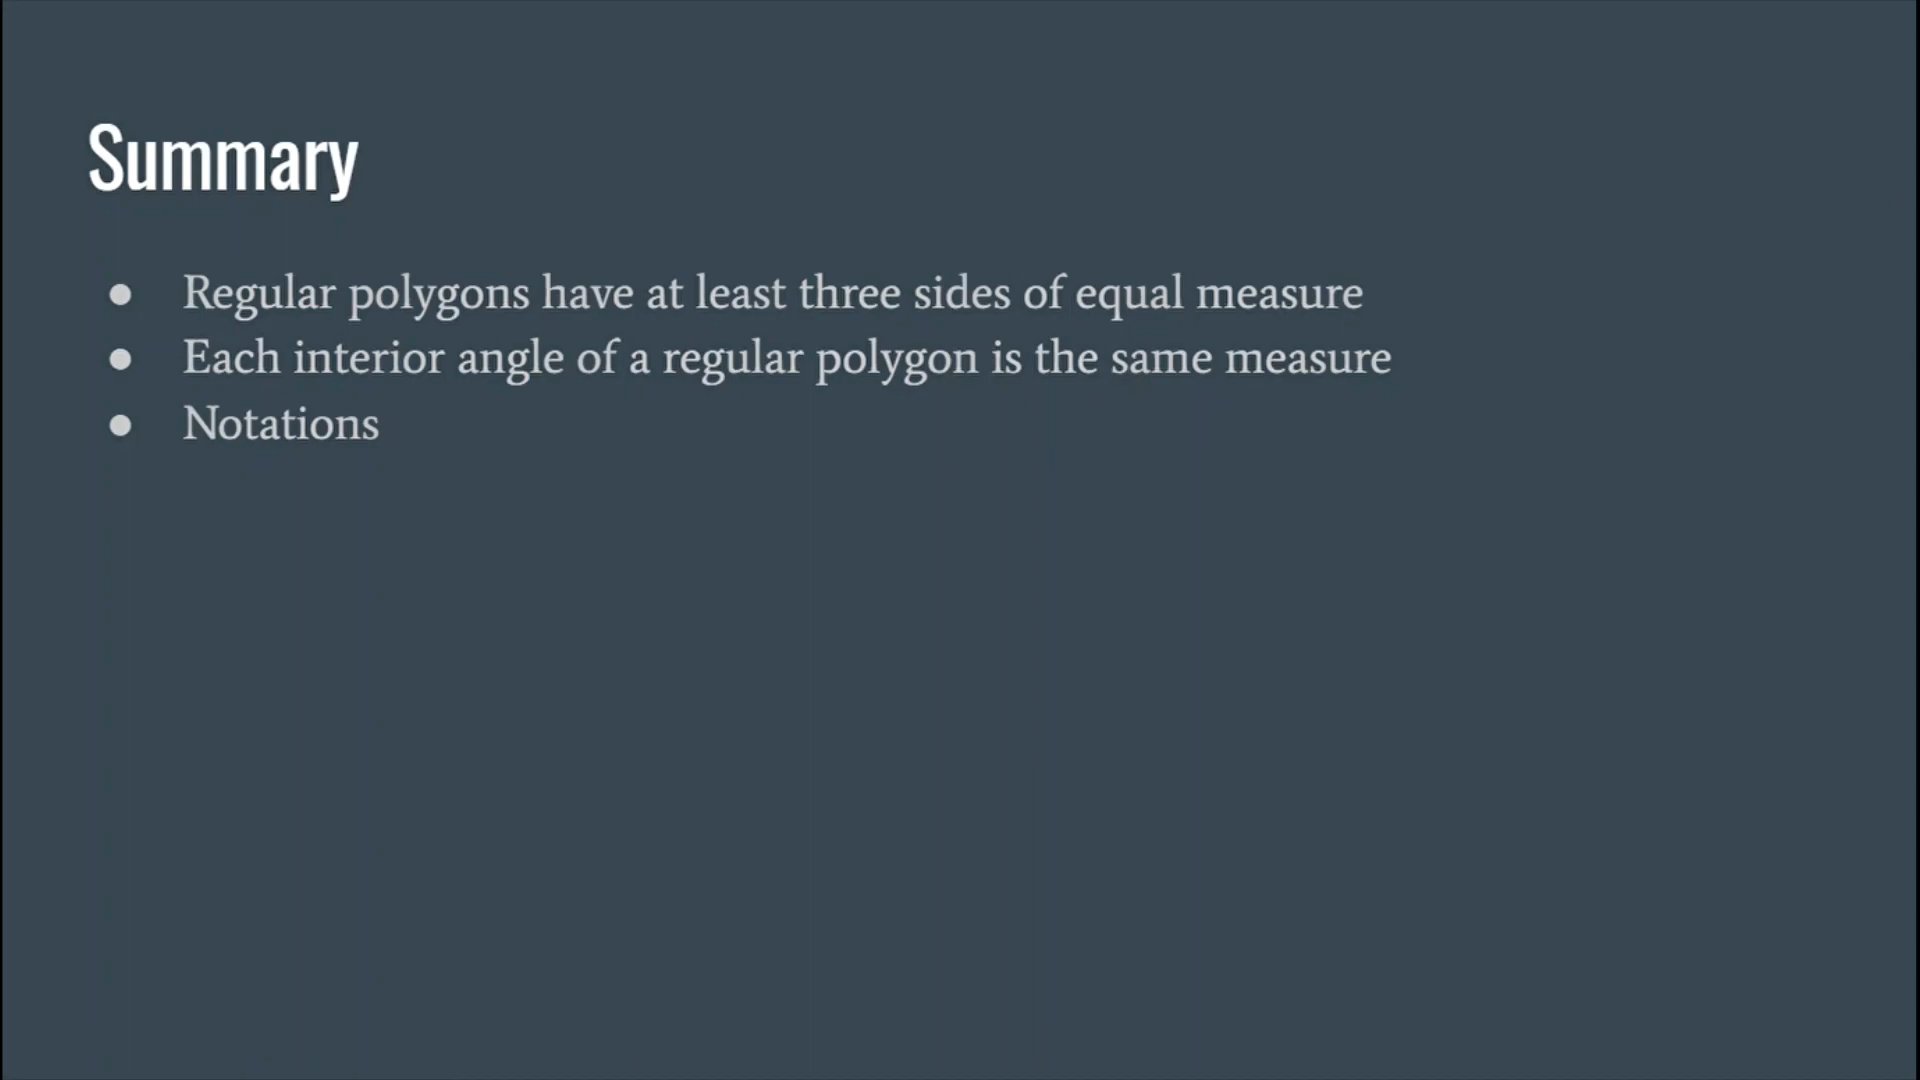 Summary
● Regular polygons have at least three sides of equal measure
● Each interior angle of a regular polygon is the same measure
● Notations